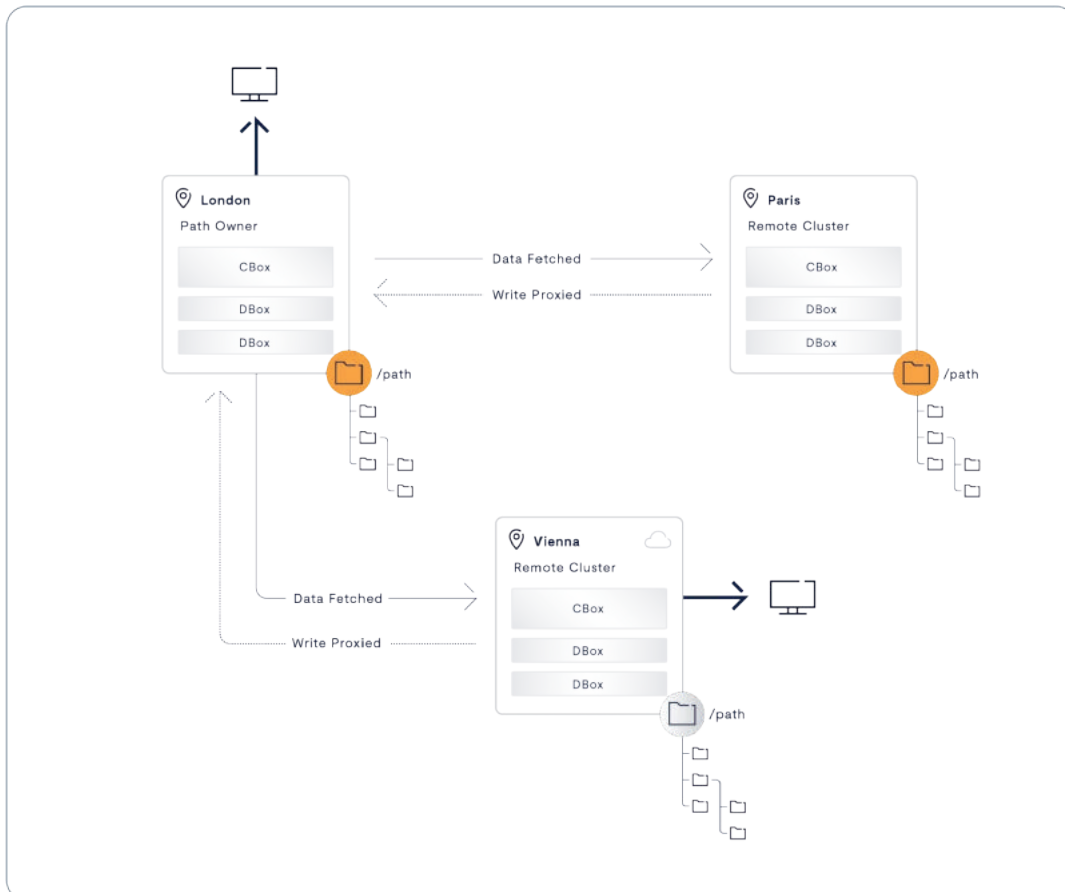 London
Path Owner
CBox
DBox
DBox
/path
Data Fetched
Write Proxied
Paris
Remote Cluster
CBox
DBox
DBox
/path
Data Fetched
Write Proxied
Vienna
Remote Cluster
CBox
DBox
DBox
/path